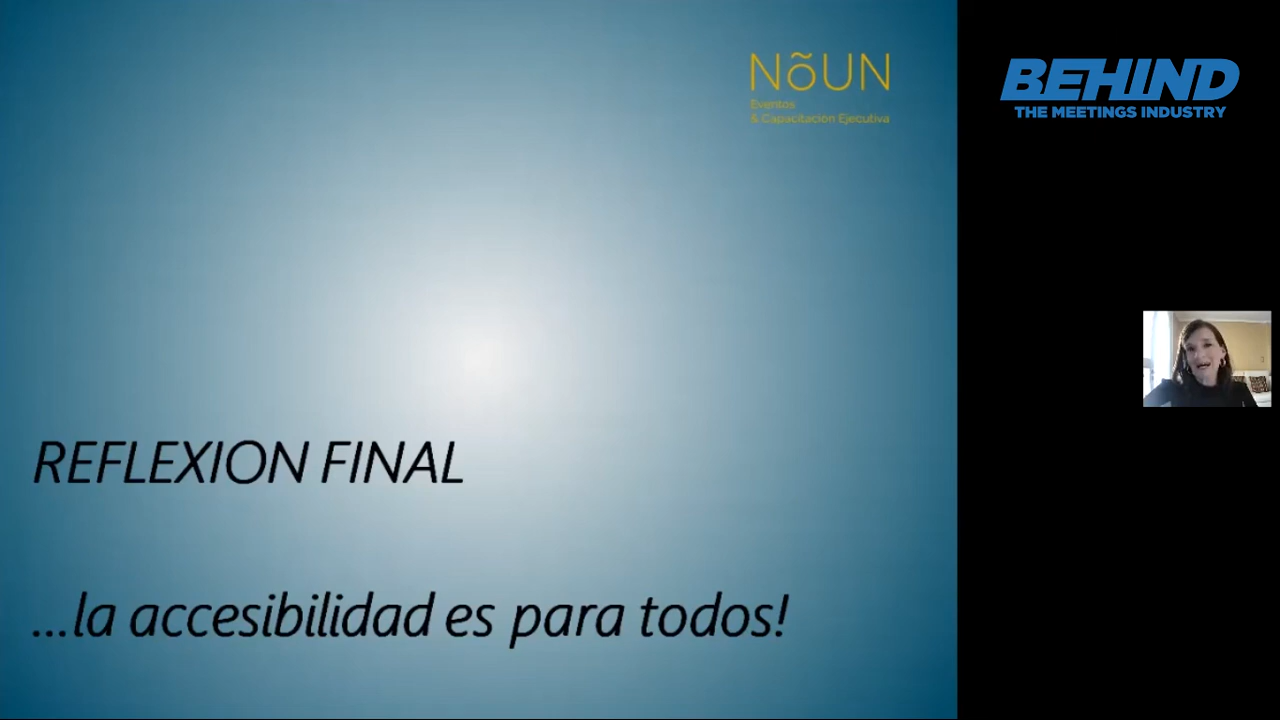 NõUN
Eventos
& Capacitación Ejecutiva
BEHIND
THE MEETINGS INDUSTRY
REFLEXION FINAL
...la accesibilidad es para todos!